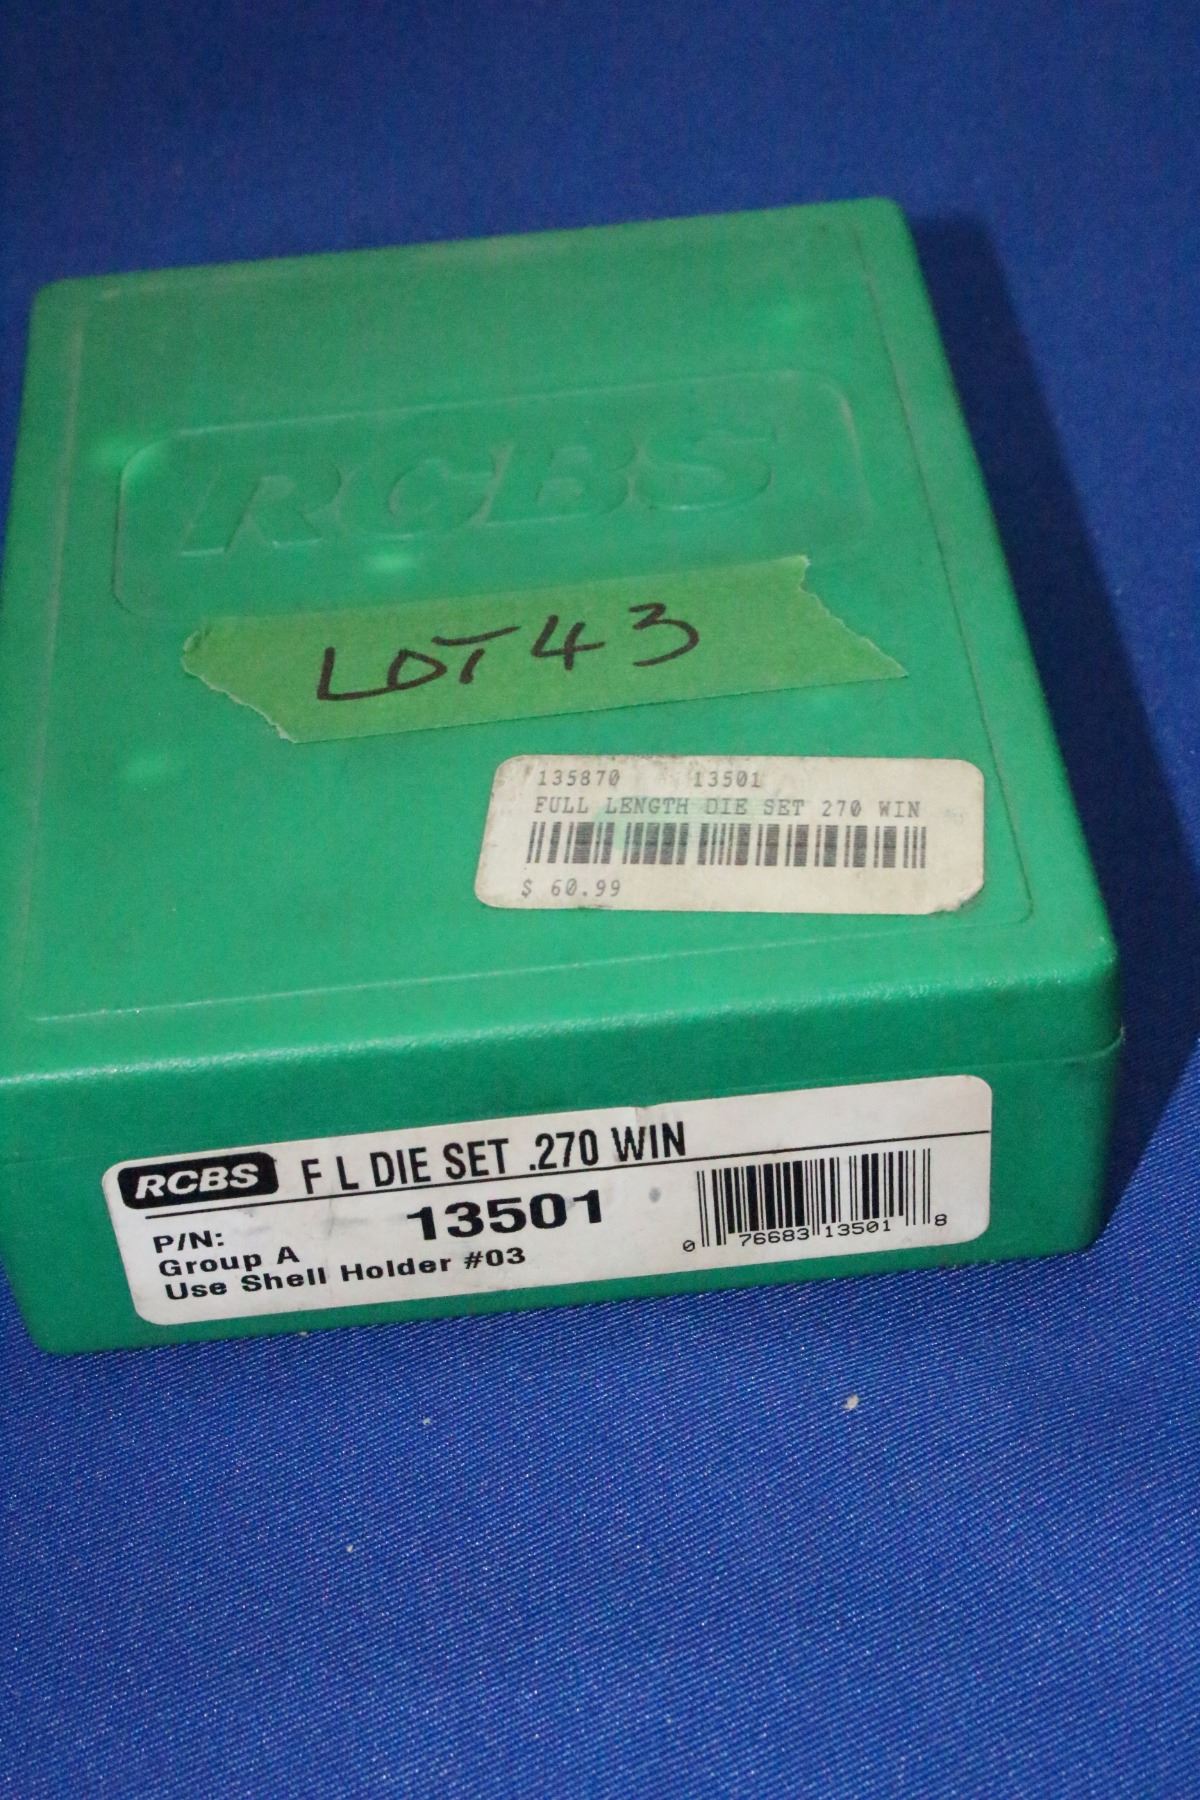 RCBS
LOT 43
135870 13501
FULL LENGTH DIE SET 270 WIN
$ 60.99
RCBS F L DIE SET .270 WIN
P/N: 13501
Group A
Use Shell Holder #03
0 76683 13501 8